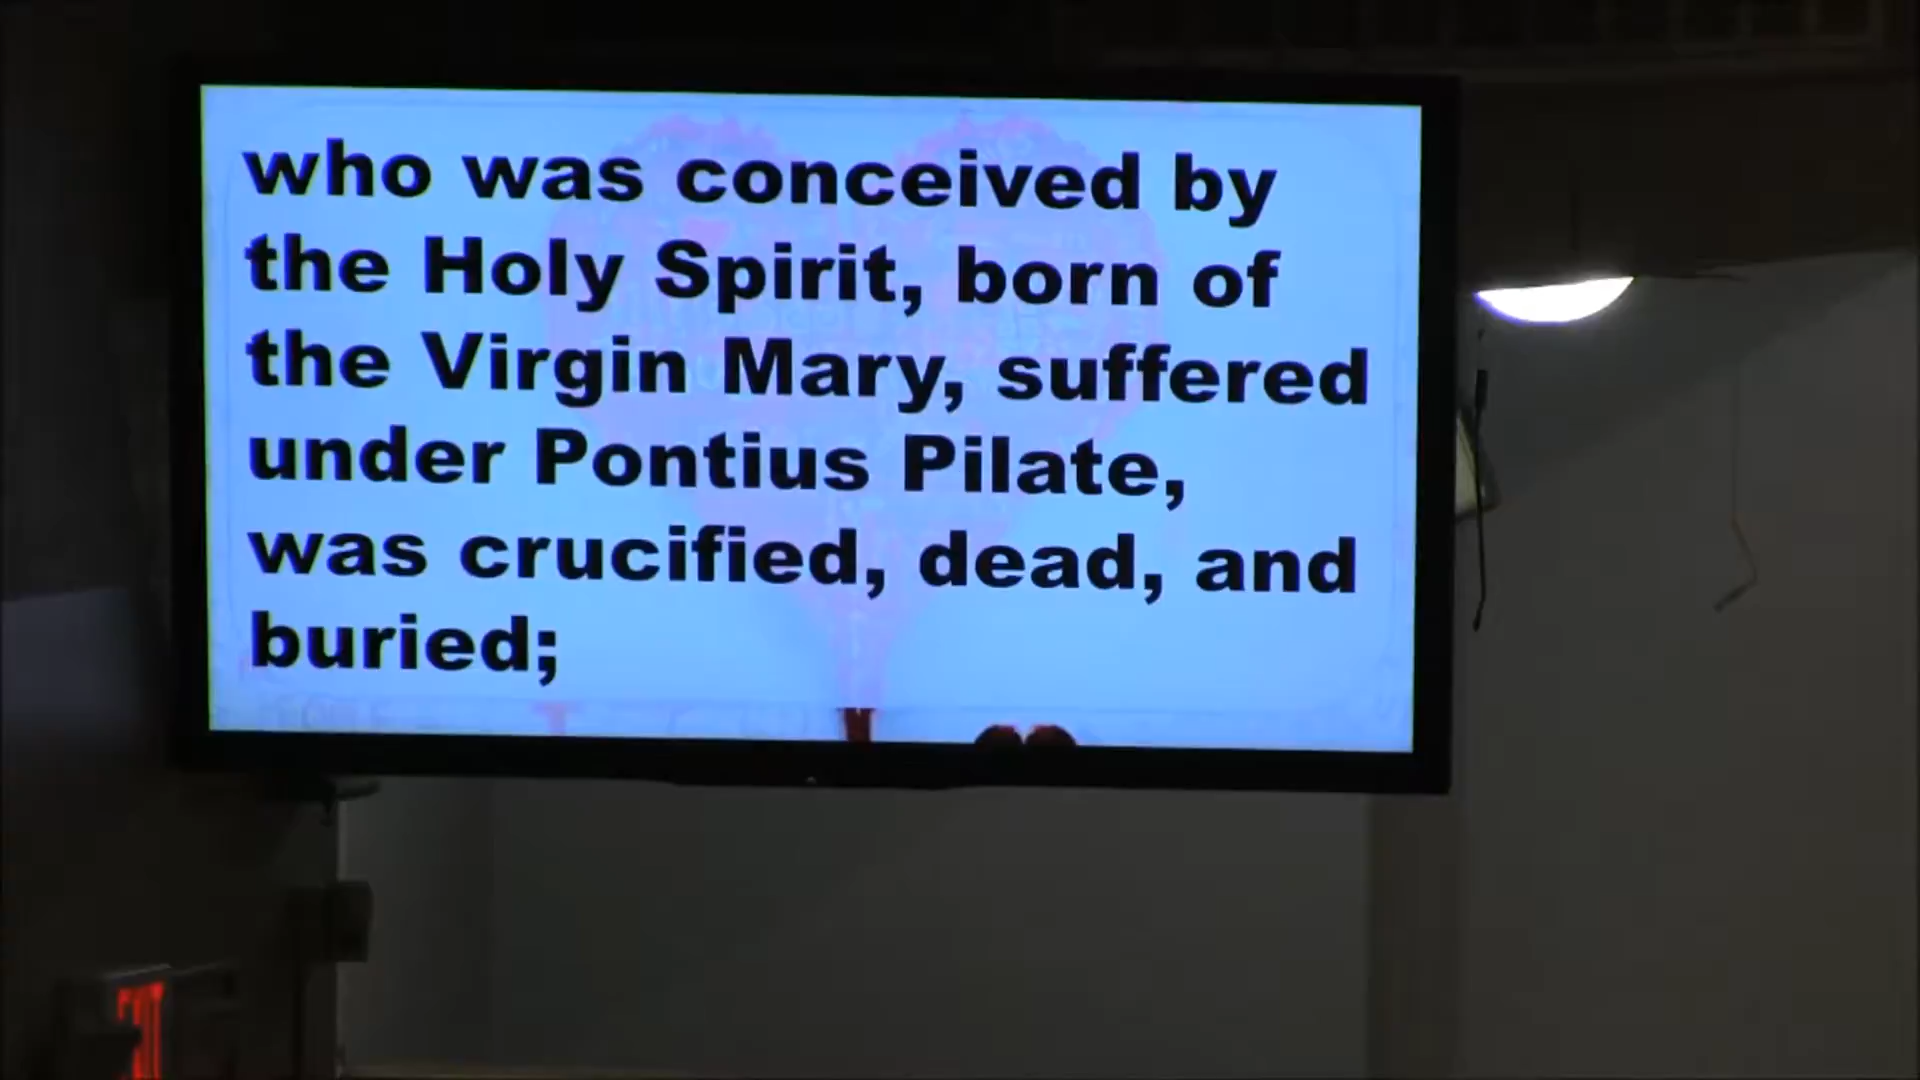 who was conceived by
the Holy Spirit, born of
the Virgin Mary, suffered
under Pontius Pilate,
was crucified, dead, and
buried;